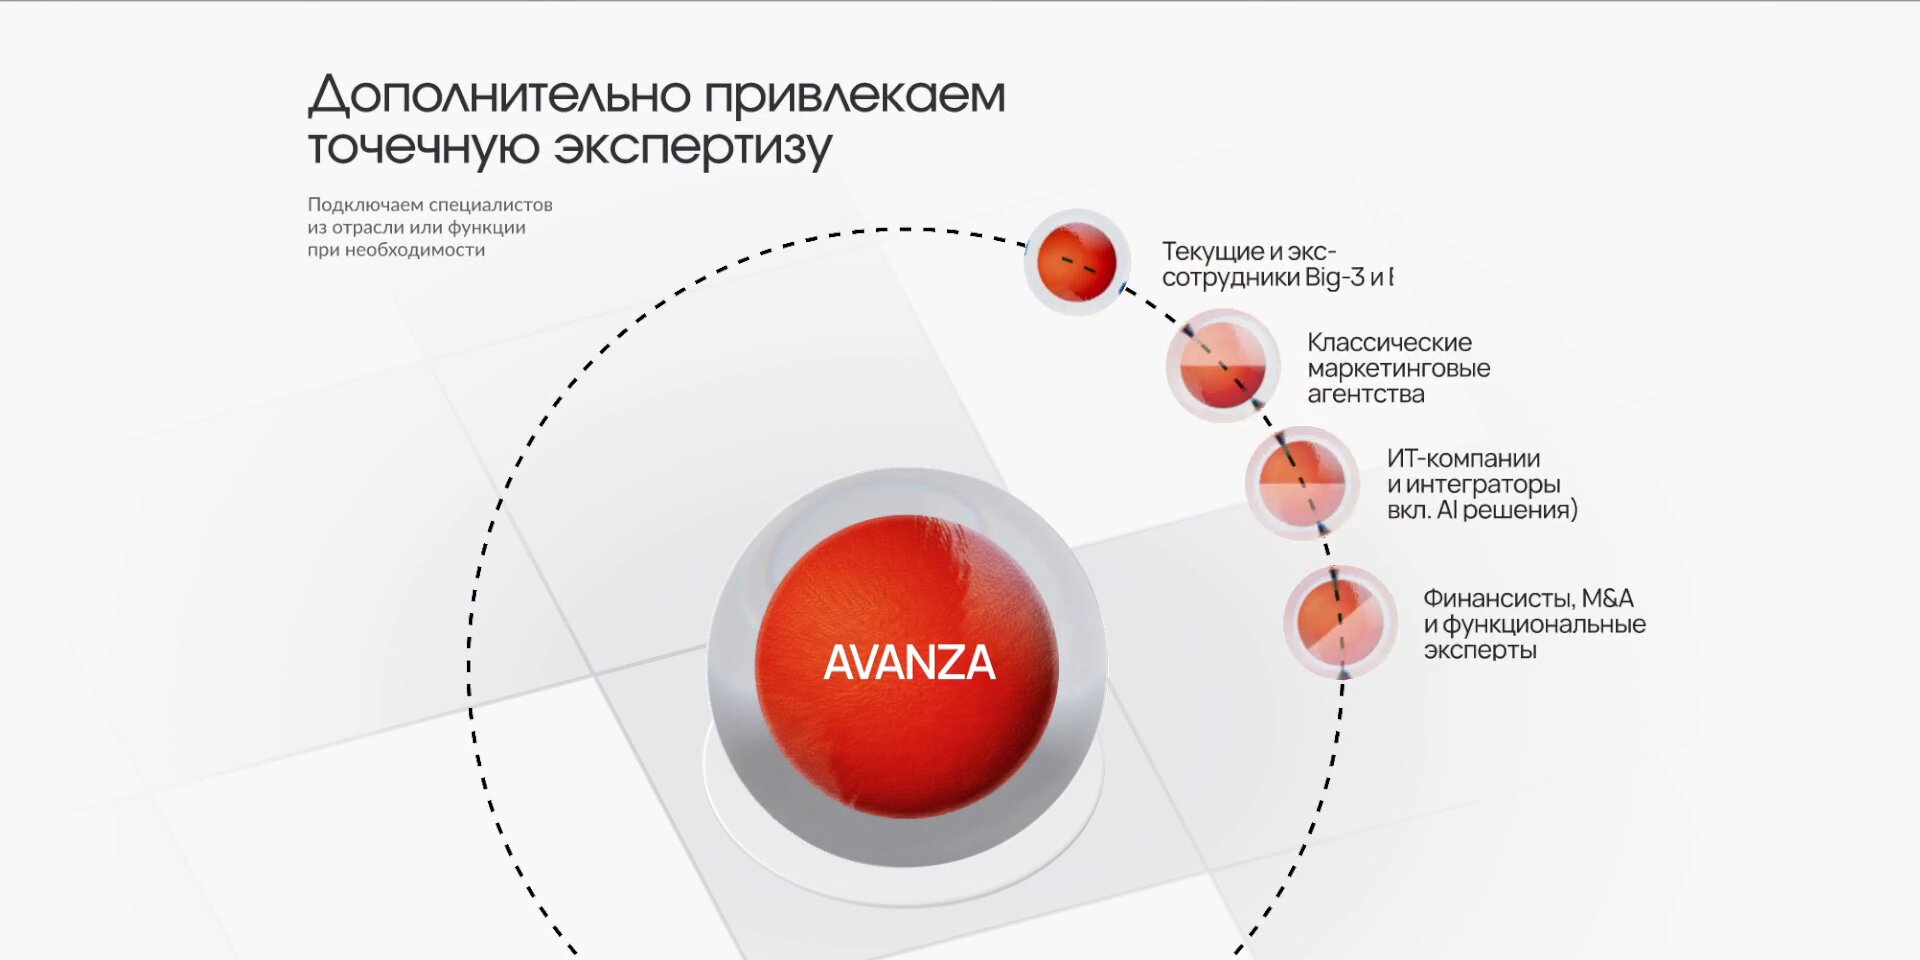 Дополнительно привлекаем
точечную экспертизу
Подключаем специалистов
из отрасли или функции
при необходимости
Текущие и экс-
сотрудники Big-3 и
Классические
маркетинговые
агентства
ИТ-компании
и интеграторы
вкл. AI решения)
Финансисты, M&A
и функциональные
эксперты
AVANZA